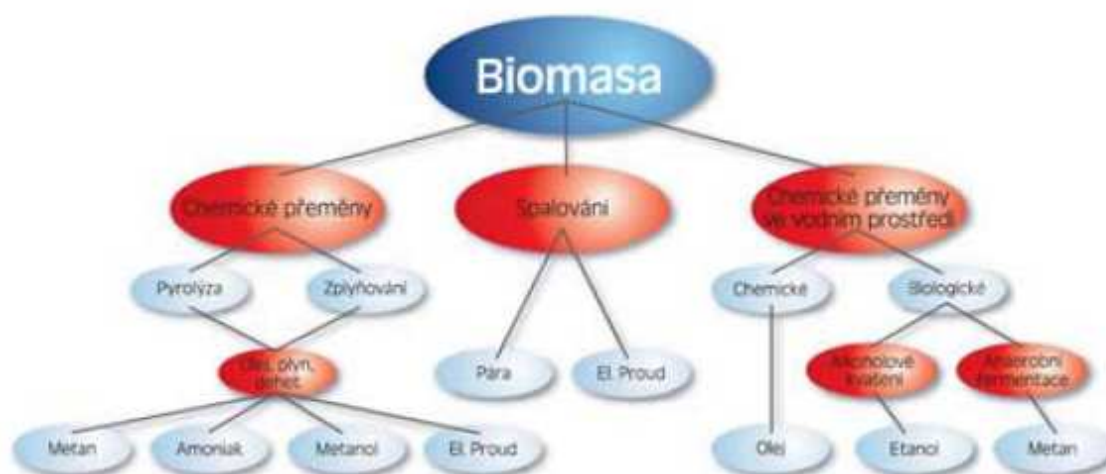 Biomasa
Chemické přeměny
Spalování
Chemické přeměny
ve vodním prostředí
Pyrolýza
Zplyňování
Chemické
Biologické
Olej, plyn,
dehet
Pára
El. Proud
Alkoholové
kvašení
Anaerobní
fermentace
Metan
Amoniak
Metanol
El. Proud
Olej
Etanol
Metan